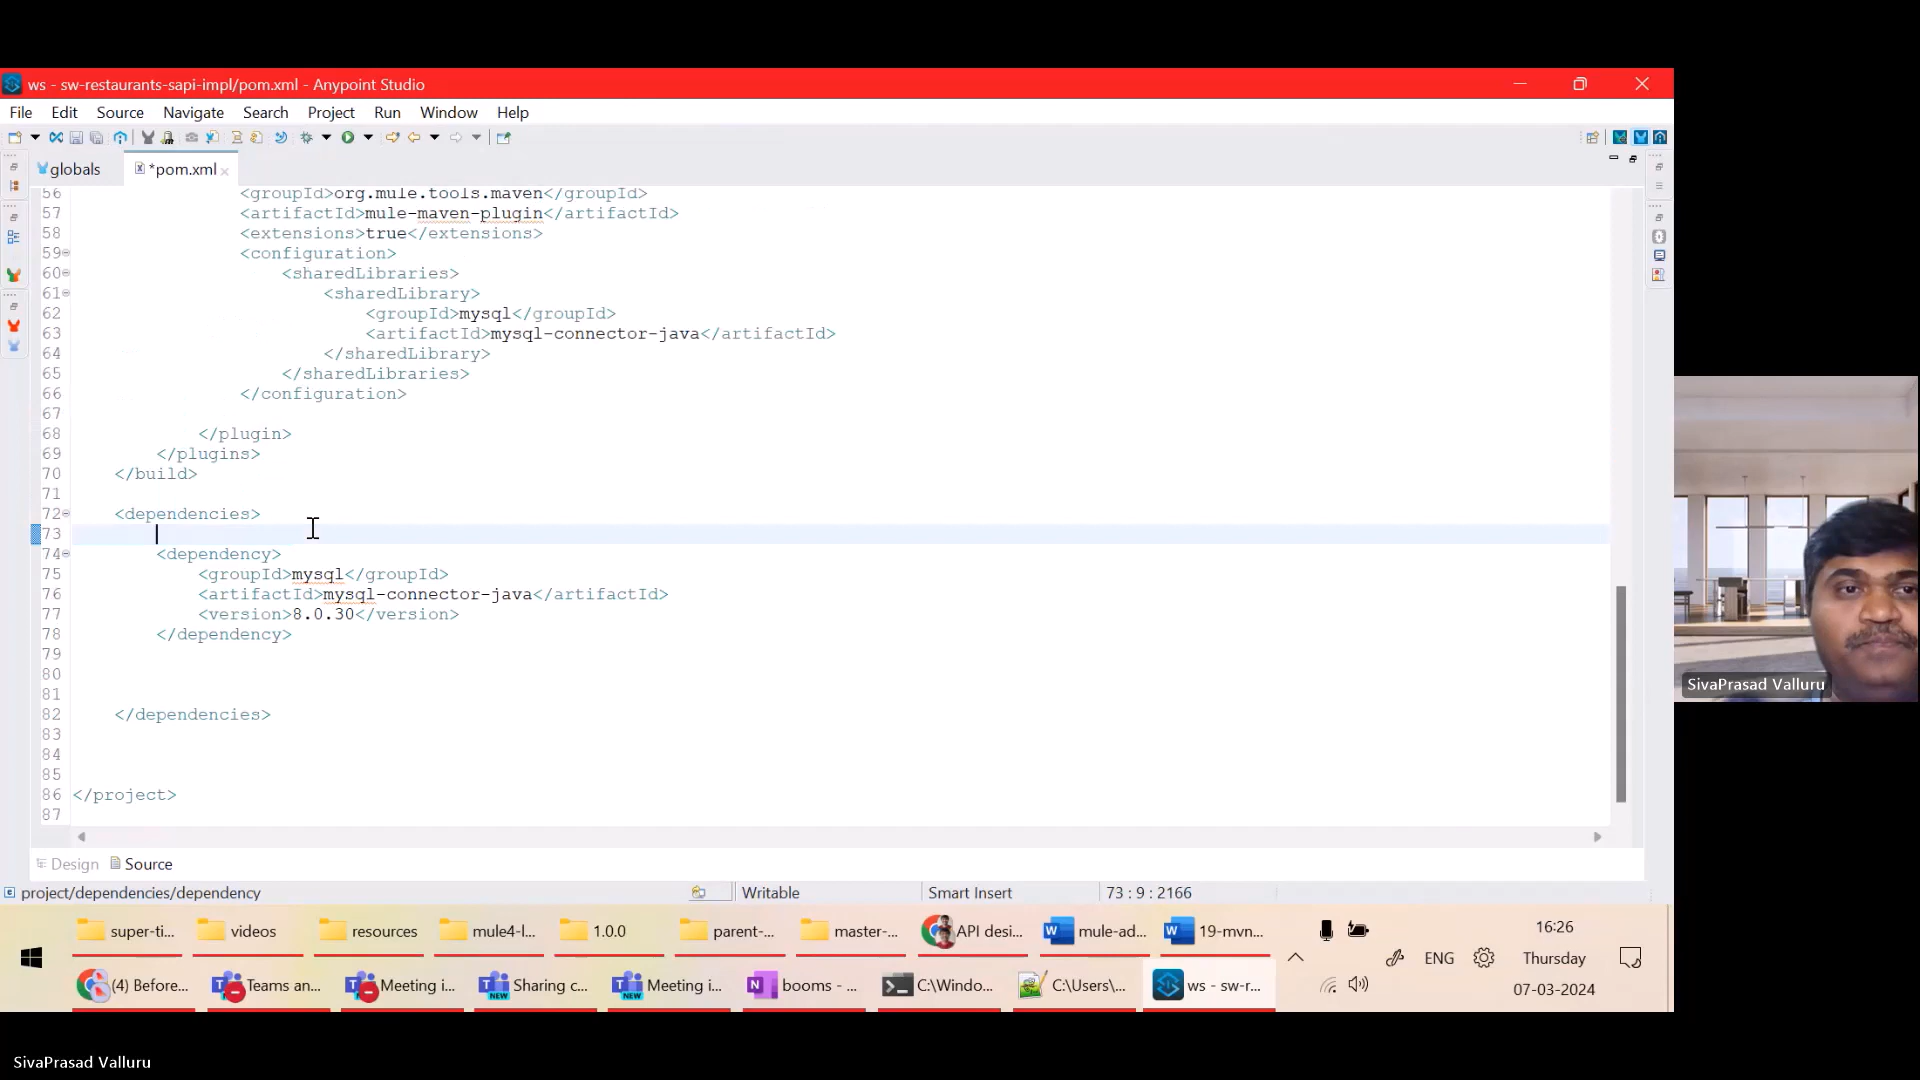 ws - sw-restaurants-sapi-impl/pom.xml - Anypoint Studio
File Edit Source Navigate Search Project Run Window Help
globals *pom.xml
56 <groupId>org.mule.tools.maven</groupId>
57 <artifactId>mule-maven-plugin</artifactId>
58 <extensions>true</extensions>
59 <configuration>
60 <sharedLibraries>
61 <sharedLibrary>
62 <groupId>mysql</groupId>
63 <artifactId>mysql-connector-java</artifactId>
64 </sharedLibrary>
65 </sharedLibraries>
66 </configuration>
67
68 </plugin>
69 </plugins>
70 </build>
71
72 <dependencies>
73
74 <dependency>
75 <groupId>mysql</groupId>
76 <artifactId>mysql-connector-java</artifactId>
77 <version>8.0.30</version>
78 </dependency>
79
80
81
82 </dependencies>
83
84
85
86 </project>
87
Design Source
project/dependencies/dependency Writable Smart Insert 73 : 9 : 2166
super-ti... videos resources mule4-l... 1.0.0 parent-... master-... API desi... mule-ad... 19-mvn... 16:26
ENG Thursday
(4) Before... Teams an... Meeting i... Sharing c... Meeting i... booms - ... C:\Windo... C:\Users\... ws - sw-r... 07-03-2024
SivaPrasad Valluru
SivaPrasad Valluru